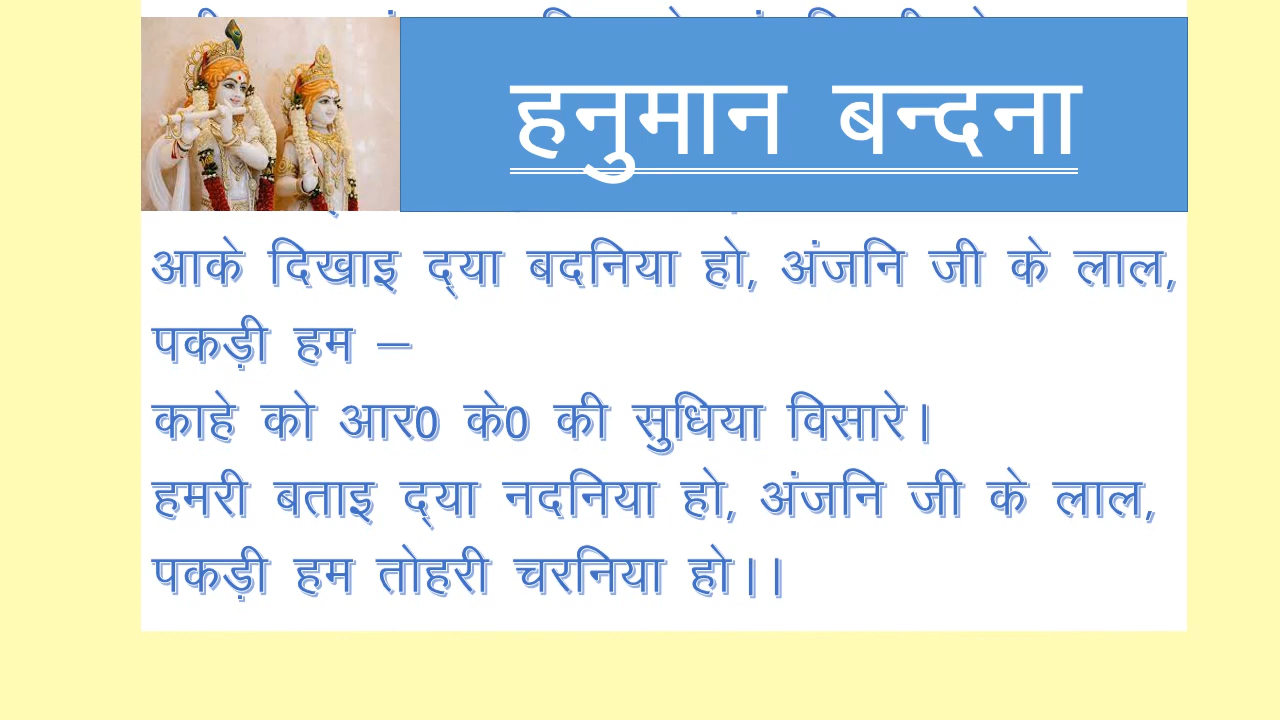 हनुमान बन्दना
आके दिखाइ द्या बदनिया हो, अंजनि जी के लाल,
पकड़ी हम –
काहे को आर0 के0 की सुधिया विसारे।
हमरी बताइ द्या नदनिया हो, अंजनि जी के लाल,
पकड़ी हम तोहरी चरनिया हो।।